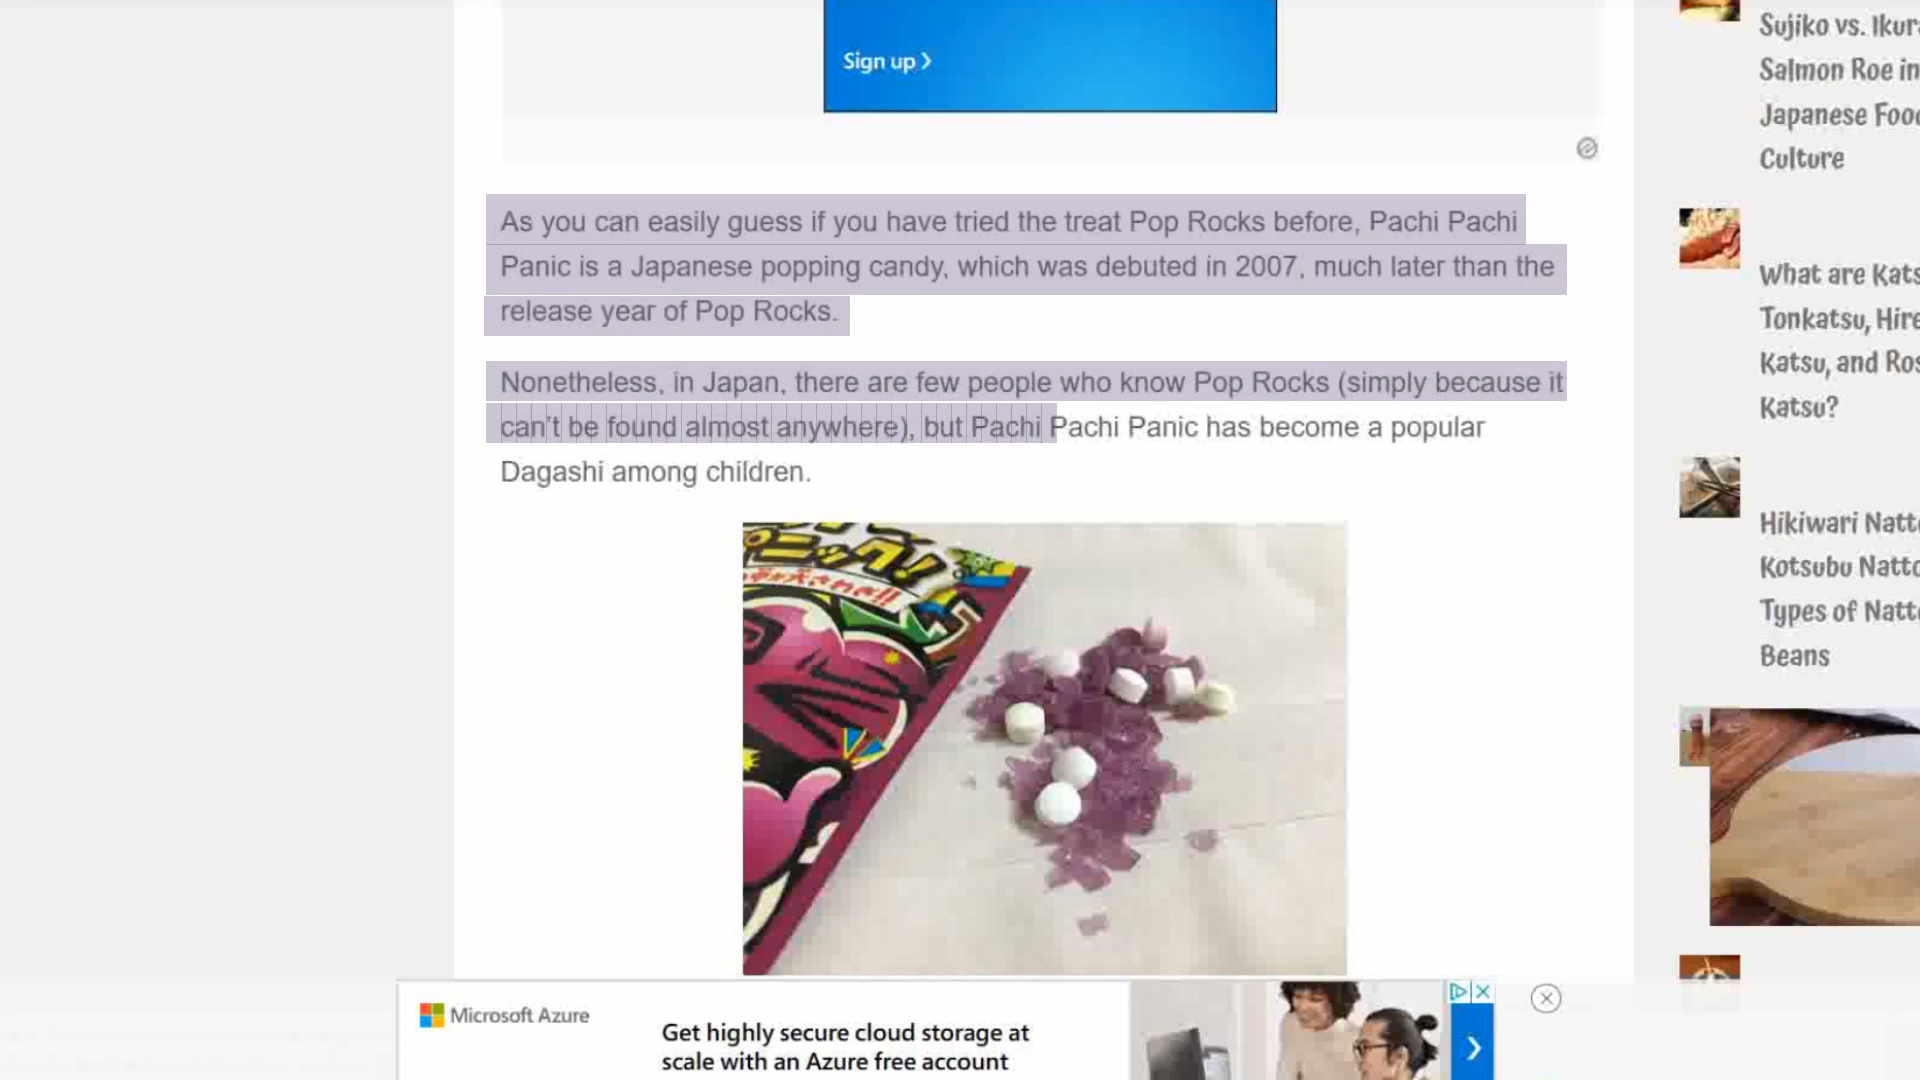 Sign up
As you can easily guess if you have tried the treat Pop Rocks before, Pachi Pachi
Panic is a Japanese popping candy, which was debuted in 2007, much later than the
release year of Pop Rocks.
Nonetheless, in Japan, there are few people who know Pop Rocks (simply because it
can't be found almost anywhere), but Pachi Pachi Panic has become a popular
Dagashi among children.
ニック!
Sujiko vs. Ikur
Salmon Roe in
Japanese Foo
Culture
What are Kats
Tonkatsu, Hire
Katsu, and Ros
Katsu?
Hikiwari Natt
Kotsubu Natto
Types of Natt
Beans
Microsoft Azure
Get highly secure cloud storage at
scale with an Azure free account